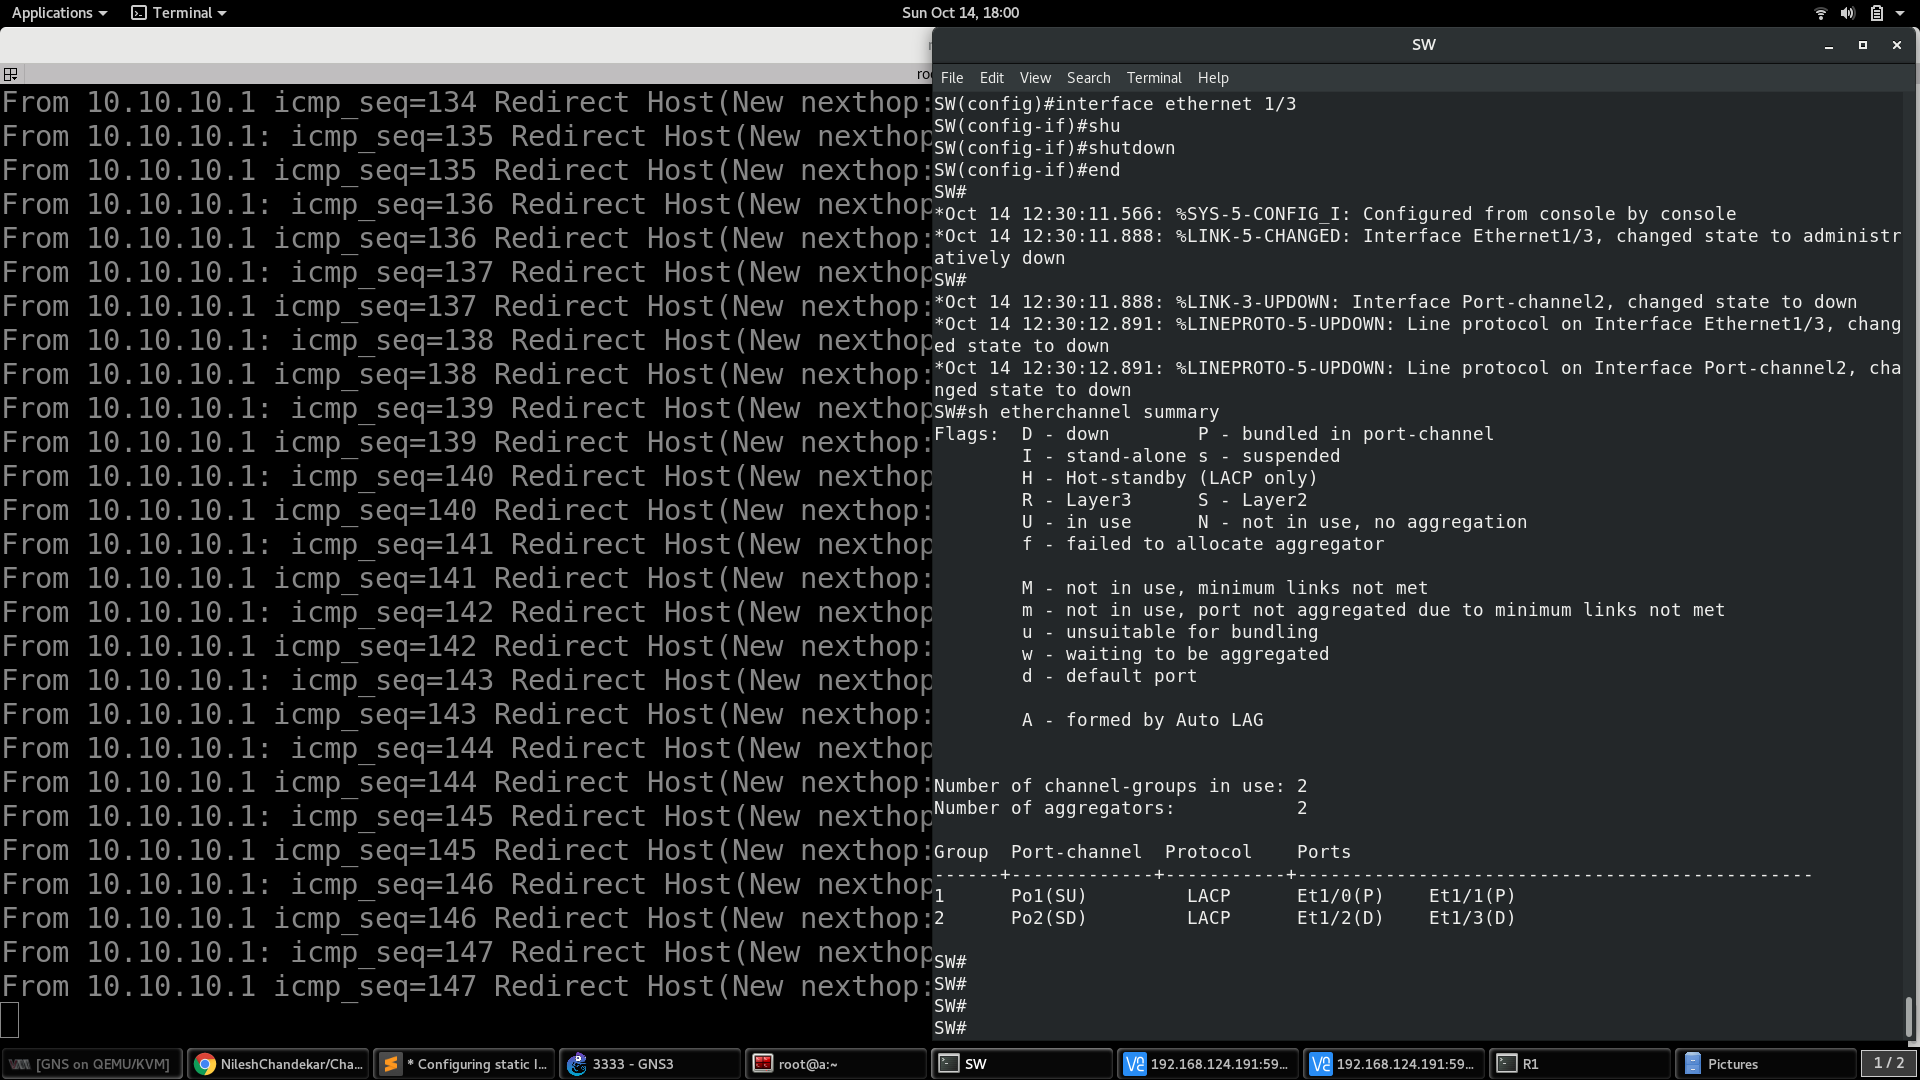 Applications
Terminal
Sun Oct 14, 18:00
From 10.10.10.1 icmp_seq=134 Redirect Host(New nexthop:
From 10.10.10.1: icmp_seq=135 Redirect Host(New nexthop
From 10.10.10.1 icmp_seq=135 Redirect Host(New nexthop:
From 10.10.10.1: icmp_seq=136 Redirect Host(New nexthop
From 10.10.10.1 icmp_seq=136 Redirect Host(New nexthop:
From 10.10.10.1: icmp_seq=137 Redirect Host(New nexthop
From 10.10.10.1 icmp_seq=137 Redirect Host(New nexthop:
From 10.10.10.1: icmp_seq=138 Redirect Host(New nexthop
From 10.10.10.1 icmp_seq=138 Redirect Host(New nexthop:
From 10.10.10.1: icmp_seq=139 Redirect Host(New nexthop
From 10.10.10.1 icmp_seq=139 Redirect Host(New nexthop:
From 10.10.10.1: icmp_seq=140 Redirect Host(New nexthop
From 10.10.10.1 icmp_seq=140 Redirect Host(New nexthop:
From 10.10.10.1: icmp_seq=141 Redirect Host(New nexthop
From 10.10.10.1 icmp_seq=141 Redirect Host(New nexthop:
From 10.10.10.1: icmp_seq=142 Redirect Host(New nexthop
From 10.10.10.1 icmp_seq=142 Redirect Host(New nexthop:
From 10.10.10.1: icmp_seq=143 Redirect Host(New nexthop
From 10.10.10.1 icmp_seq=143 Redirect Host(New nexthop:
From 10.10.10.1: icmp_seq=144 Redirect Host(New nexthop
From 10.10.10.1 icmp_seq=144 Redirect Host(New nexthop:
From 10.10.10.1: icmp_seq=145 Redirect Host(New nexthop
From 10.10.10.1 icmp_seq=145 Redirect Host(New nexthop:
From 10.10.10.1: icmp_seq=146 Redirect Host(New nexthop
From 10.10.10.1 icmp_seq=146 Redirect Host(New nexthop:
From 10.10.10.1: icmp_seq=147 Redirect Host(New nexthop
From 10.10.10.1 icmp_seq=147 Redirect Host(New nexthop:
SW
File Edit View Search Terminal Help
SW(config)#interface ethernet 1/3
SW(config-if)#shu
SW(config-if)#shutdown
SW(config-if)#end
SW#
*Oct 14 12:30:11.566: %SYS-5-CONFIG_I: Configured from console by console
*Oct 14 12:30:11.888: %LINK-5-CHANGED: Interface Ethernet1/3, changed state to administr
atively down
SW#
*Oct 14 12:30:11.888: %LINK-3-UPDOWN: Interface Port-channel2, changed state to down
*Oct 14 12:30:12.891: %LINEPROTO-5-UPDOWN: Line protocol on Interface Ethernet1/3, chang
ed state to down
*Oct 14 12:30:12.891: %LINEPROTO-5-UPDOWN: Line protocol on Interface Port-channel2, cha
nged state to down
SW#sh etherchannel summary
Flags:  D - down        P - bundled in port-channel
        I - stand-alone s - suspended
        H - Hot-standby (LACP only)
        R - Layer3      S - Layer2
        U - in use      N - not in use, no aggregation
        f - failed to allocate aggregator
        M - not in use, minimum links not met
        m - not in use, port not aggregated due to minimum links not met
        u - unsuitable for bundling
        w - waiting to be aggregated
        d - default port
        A - formed by Auto LAG
Number of channel-groups in use: 2
Number of aggregators:           2
Group  Port-channel  Protocol    Ports
------+-------------+-----------+-----------------------------------------------
1      Po1(SU)         LACP      Et1/0(P)    Et1/1(P)
2      Po2(SD)         LACP      Et1/2(D)    Et1/3(D)
SW#
SW#
SW#
SW#
[GNS on QEMU/KVM]
NileshChandekar/Cha...
* Configuring static I...
3333 - GNS3
root@a:~
SW
192.168.124.191:59...
192.168.124.191:59...
R1
Pictures
1 / 2